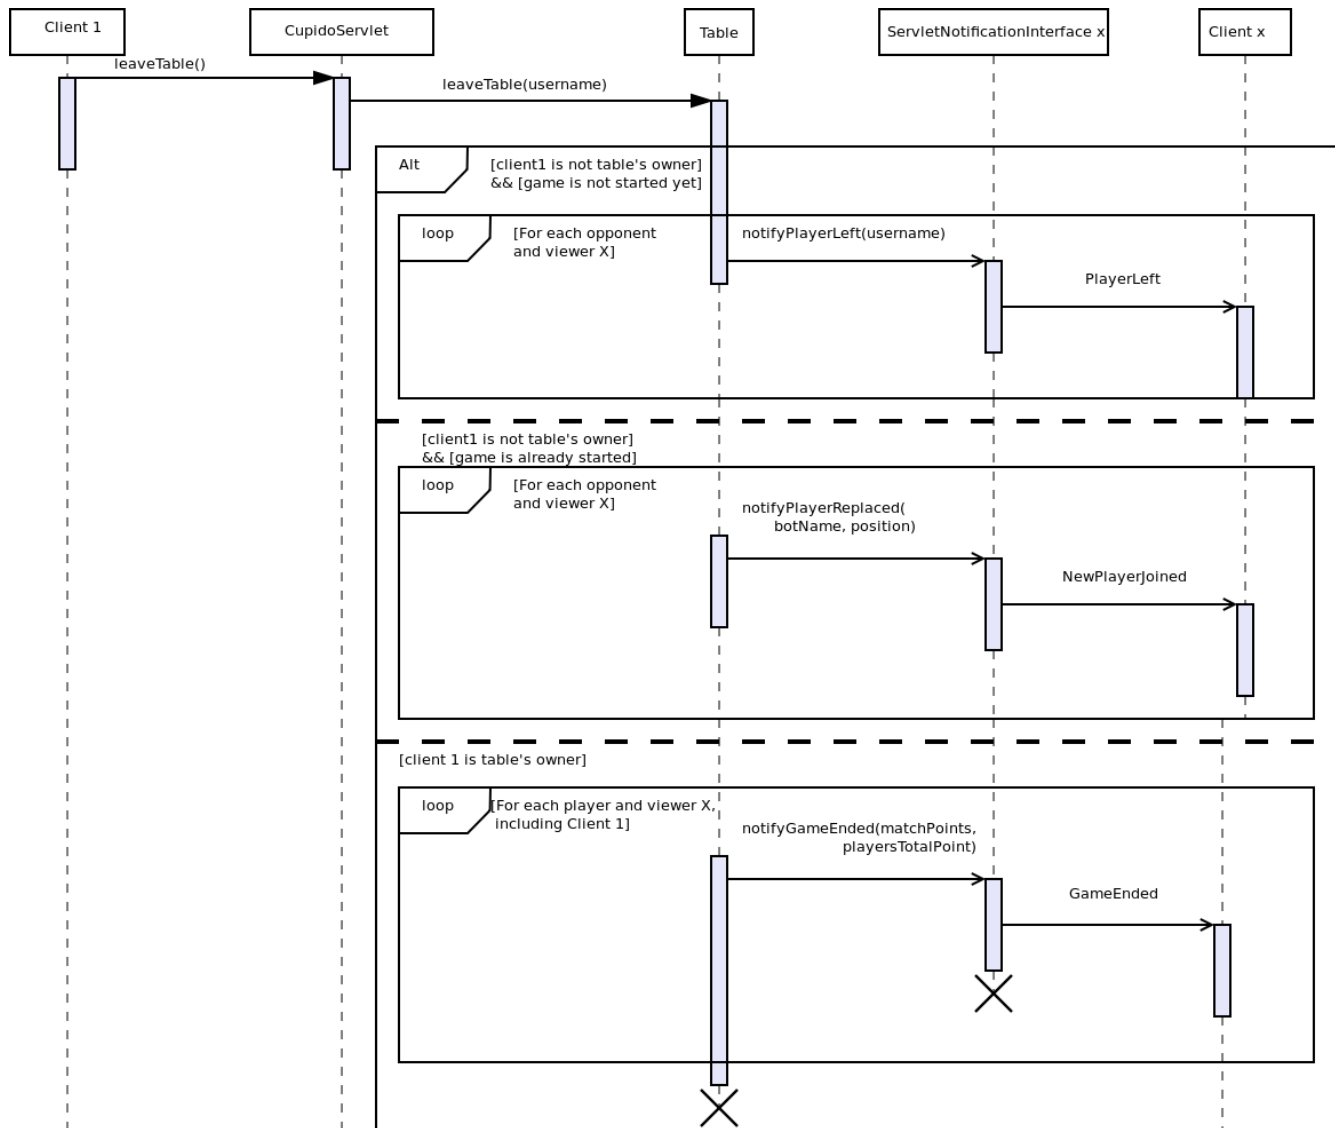 Client 1
CupidoServlet
Table
ServletNotificationInterface x
Client x
leaveTable()
leaveTable(username)
Alt
[client1 is not table's owner]
&& [game is not started yet]
loop
[For each opponent
and viewer X]
notifyPlayerLeft(username)
PlayerLeft
[client1 is not table's owner]
&& [game is already started]
loop
[For each opponent
and viewer X]
notifyPlayerReplaced(
botName, position)
NewPlayerJoined
[client 1 is table's owner]
loop
[For each player and viewer X,
including Client 1]
notifyGameEnded(matchPoints,
playersTotalPoint)
GameEnded